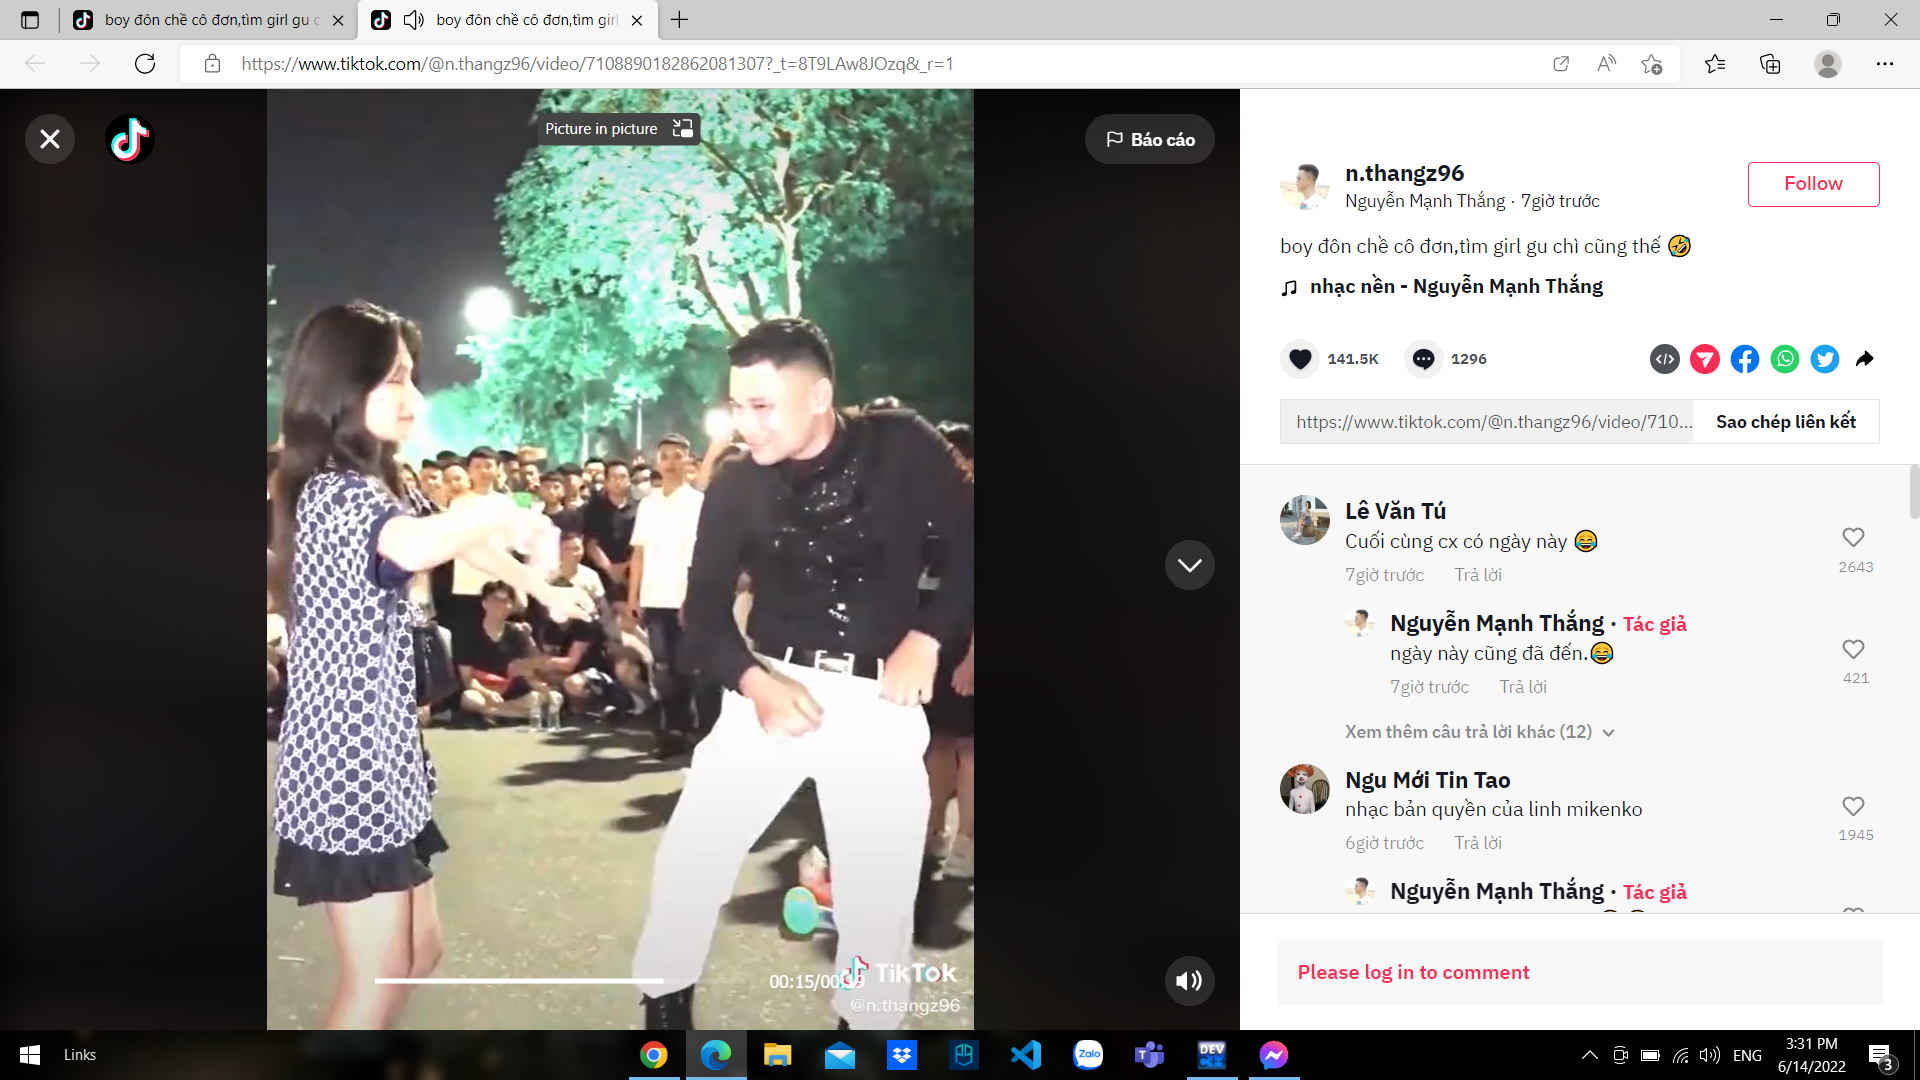 boy đôn chề cô đơn,tìm girl gu c
boy đôn chề cô đơn,tìm girl
https://www.tiktok.com/@n.thangz96/video/7108890182862081307?_t=8T9LAw8JOzq&_r=1
Picture in picture
Báo cáo
00:15/00:19
TikTok
@n.thangz96
n.thangz96
Nguyễn Mạnh Thắng · 7giờ trước
Follow
boy đôn chề cô đơn,tìm girl gu chì cũng thế 🤣
nhạc nền - Nguyễn Mạnh Thắng
141.5K
1296
https://www.tiktok.com/@n.thangz96/video/710...
Sao chép liên kết
Lê Văn Tú
Cuối cùng cx có ngày này 😂
7giờ trước Trả lời
2643
Nguyễn Mạnh Thắng · Tác giả
ngày này cũng đã đến.😂
7giờ trước Trả lời
421
Xem thêm câu trả lời khác (12)
Ngu Mới Tin Tao
nhạc bản quyền của linh mikenko
6giờ trước Trả lời
1945
Nguyễn Mạnh Thắng · Tác giả
Please log in to comment
Links
DEV
C++
Zalo
ENG
3:31 PM
6/14/2022
3